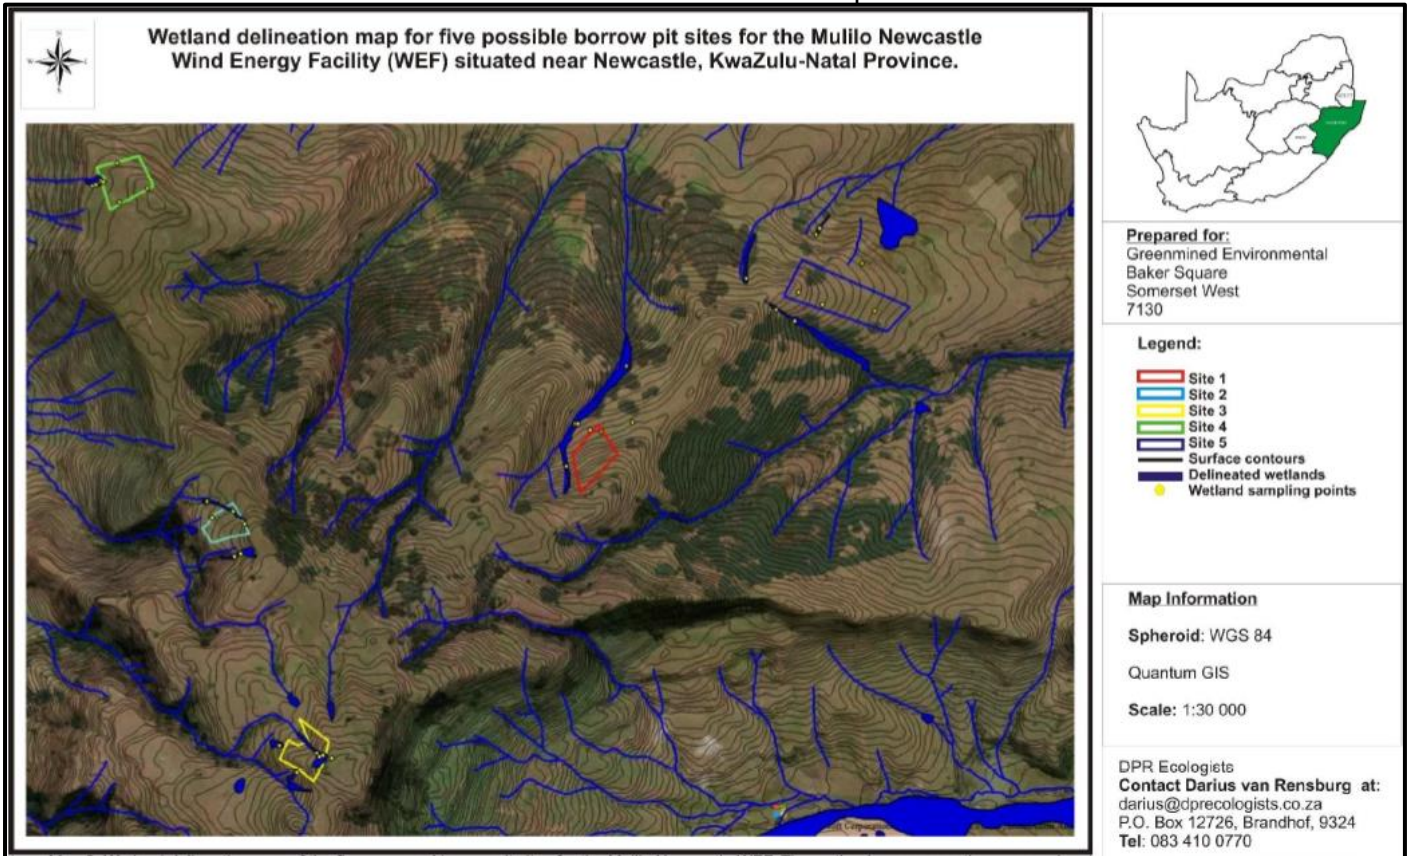 Wetland delineation map for five possible borrow pit sites for the Mulilo Newcastle
Wind Energy Facility (WEF) situated near Newcastle, KwaZulu-Natal Province.
Prepared for:
Greenmined Environmental
Baker Square
Somerset West
7130
Legend:
Site 1
Site 2
Site 3
Site 4
Site 5
Surface contours
Delineated wetlands
Wetland sampling points
Map Information
Spheroid: WGS 84
Quantum GIS
Scale: 1:30 000
DPR Ecologists
Contact Darius van Rensburg at:
darius@dprecologists.co.za
P.O. Box 12726, Brandhof, 9324
Tel: 083 410 0770